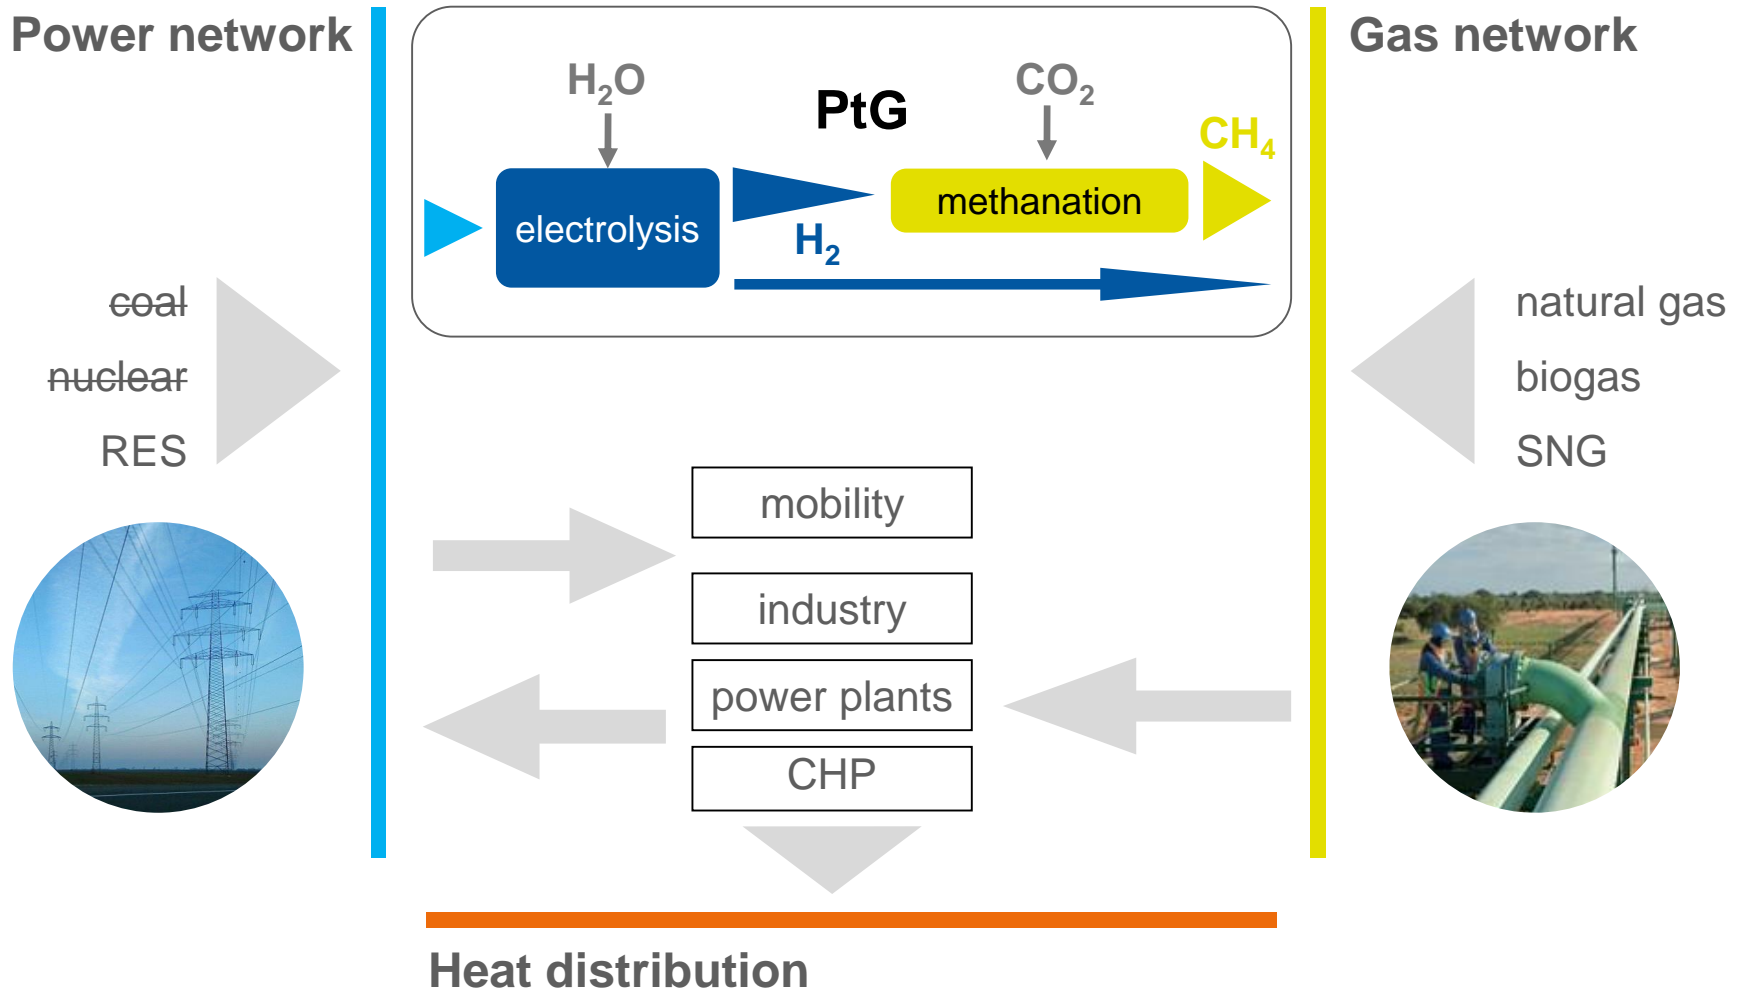 Power network
Gas network
H₂O
PtG
CO₂
CH₄
electrolysis
H₂
methanation
coal
nuclear
RES
natural gas
biogas
SNG
mobility
industry
power plants
CHP
Heat distribution